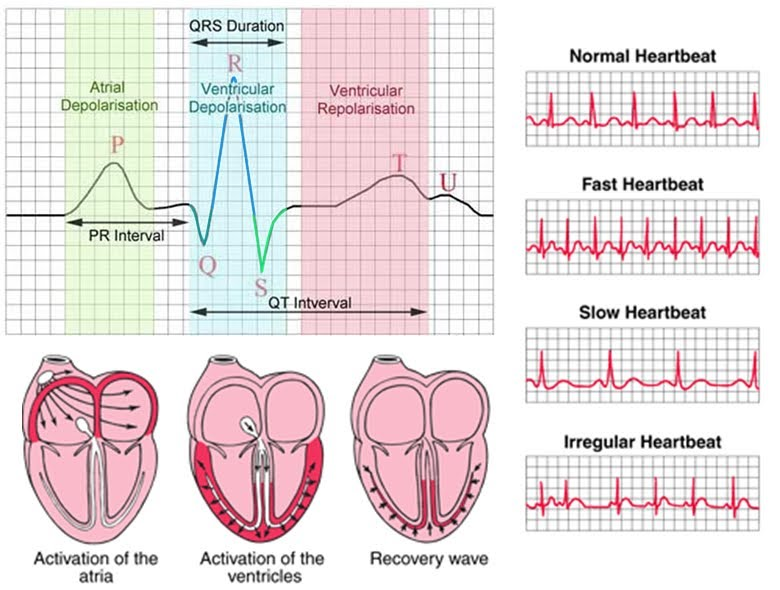 QRS Duration
R
Atrial
Depolarisation
Ventricular
Depolarisation
Ventricular
Repolarisation
P
T
U
PR Interval
Q
S
QT Intverval
Activation of the
atria
Activation of the
ventricles
Recovery wave
Normal Heartbeat
Fast Heartbeat
Slow Heartbeat
Irregular Heartbeat